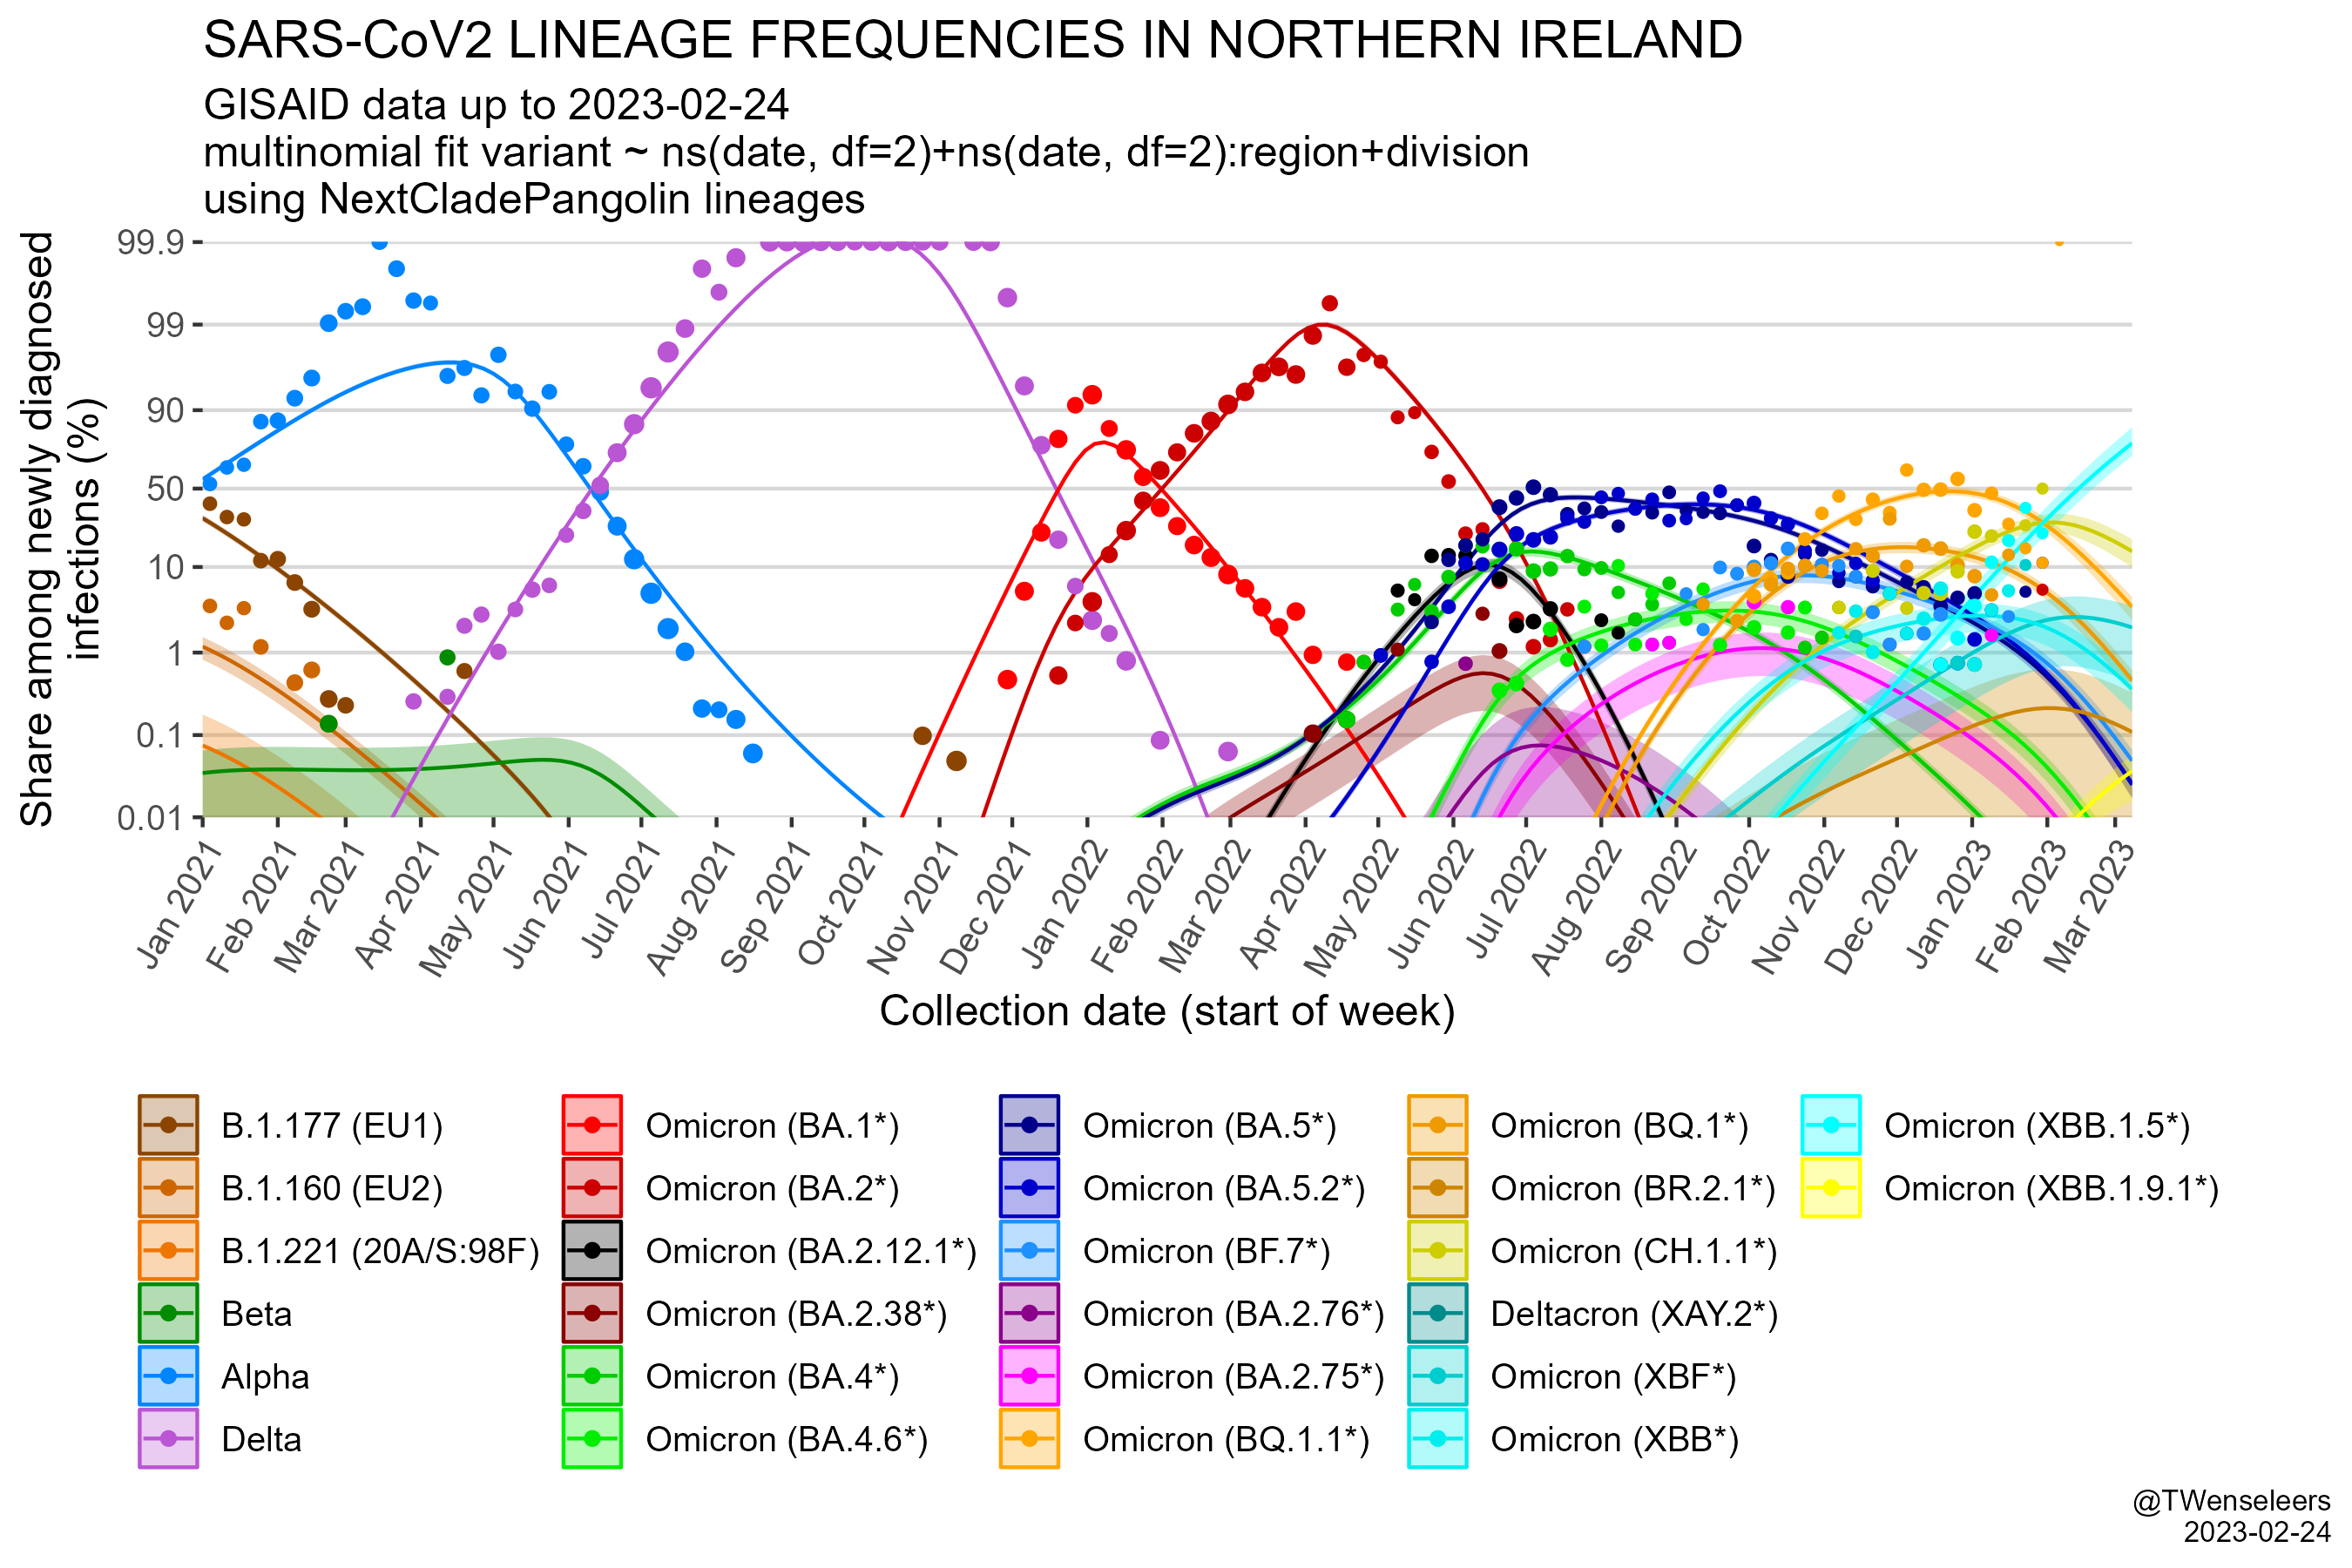 SARS-CoV2 LINEAGE FREQUENCIES IN NORTHERN IRELAND
GISAID data up to 2023-02-24
multinomial fit variant ~ ns(date, df=2)+ns(date, df=2):region+division
using NextCladePangolin lineages
Share among newly diagnosed
infections (%)
99.9
99
90
50
10
1
0.1
0.01
Jan 2021
Feb 2021
Mar 2021
Apr 2021
May 2021
Jun 2021
Jul 2021
Aug 2021
Sep 2021
Oct 2021
Nov 2021
Dec 2021
Jan 2022
Feb 2022
Mar 2022
Apr 2022
May 2022
Jun 2022
Jul 2022
Aug 2022
Sep 2022
Oct 2022
Nov 2022
Dec 2022
Jan 2023
Feb 2023
Mar 2023
Collection date (start of week)
B.1.177 (EU1)
B.1.160 (EU2)
B.1.221 (20A/S:98F)
Beta
Alpha
Delta
Omicron (BA.1*)
Omicron (BA.2*)
Omicron (BA.2.12.1*)
Omicron (BA.2.38*)
Omicron (BA.4*)
Omicron (BA.4.6*)
Omicron (BA.5*)
Omicron (BA.5.2*)
Omicron (BF.7*)
Omicron (BA.2.76*)
Omicron (BA.2.75*)
Omicron (BQ.1.1*)
Omicron (BQ.1*)
Omicron (BR.2.1*)
Omicron (CH.1.1*)
Deltacron (XAY.2*)
Omicron (XBF*)
Omicron (XBB*)
Omicron (XBB.1.5*)
Omicron (XBB.1.9.1*)
@TWenseleers
2023-02-24